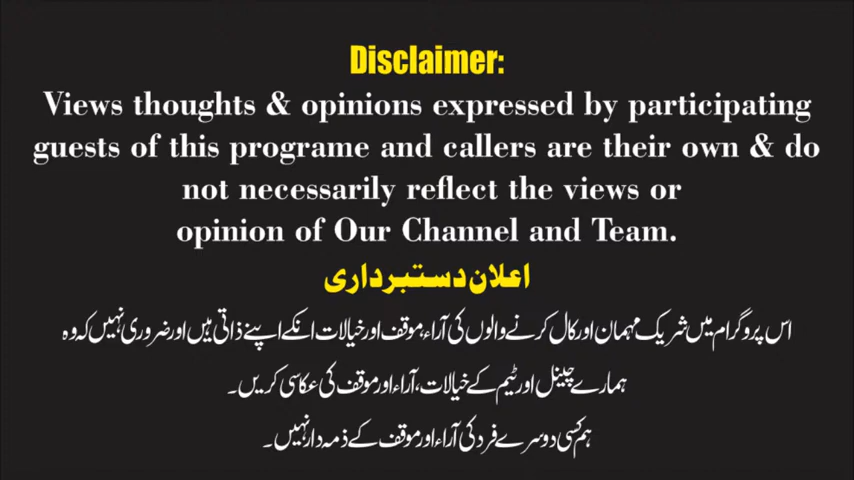 Disclaimer:
Views thoughts & opinions expressed by participating
guests of this programe and callers are their own & do
not necessarily reflect the views or
opinion of Our Channel and Team.
اعلان دستبرداری
اس پروگرام میں شریک مہمان اور کال کرنے والوں کی آراء، موقف اور خیالات انکے اپنے ذاتی ہیں اور ضروری نہیں کہ وہ
ہمارے چینل اور ٹیم کے خیالات، آراء اور موقف کی عکاسی کریں۔
ہم کسی دوسرے فرد کی آراء اور موقف کے ذمہ دار نہیں۔